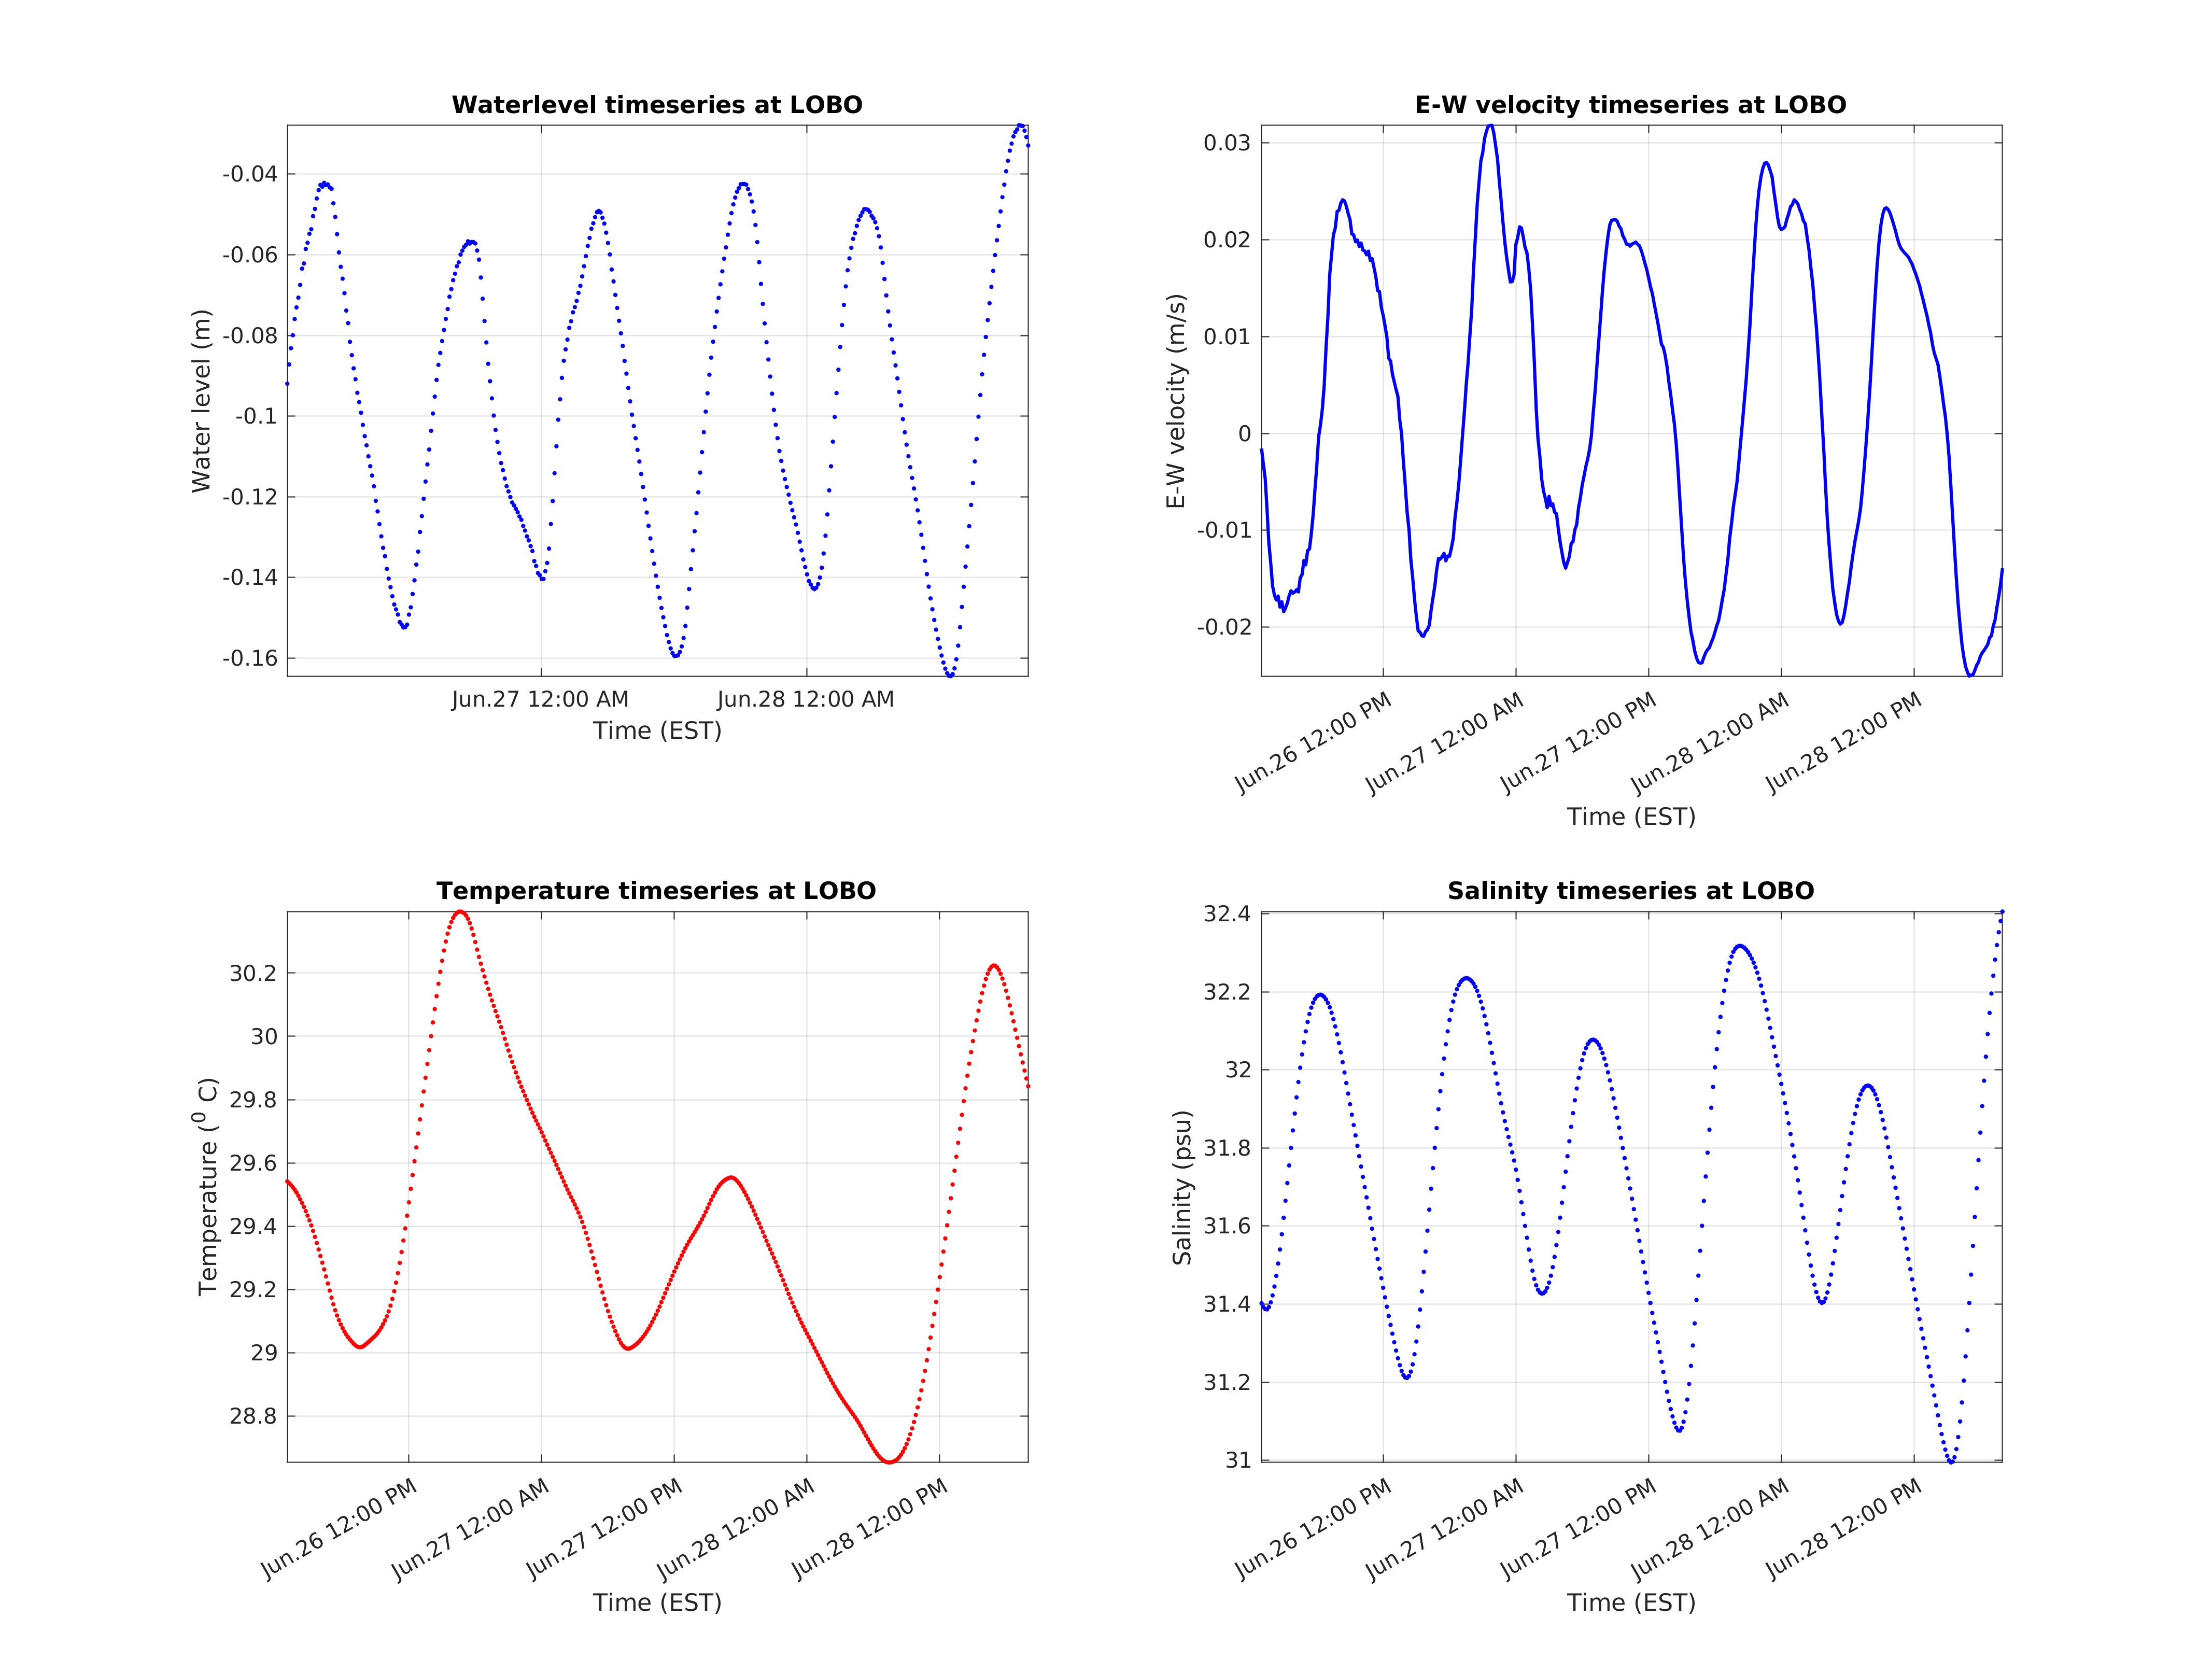 Waterlevel timeseries at LOBO
-0.04
-0.06
-0.08
-0.1
-0.12
-0.14
-0.16
Water level (m)
Jun.27 12:00 AM Jun.28 12:00 AM
Time (EST)
E-W velocity timeseries at LOBO
0.03
0.02
0.01
0
-0.01
-0.02
E-W velocity (m/s)
Jun.26 12:00 PM
Jun.27 12:00 AM
Jun.27 12:00 PM
Jun.28 12:00 AM
Jun.28 12:00 PM
Time (EST)
Temperature timeseries at LOBO
30.2
30
29.8
29.6
29.4
29.2
29
28.8
Temperature (⁰ C)
Jun.26 12:00 PM
Jun.27 12:00 AM
Jun.27 12:00 PM
Jun.28 12:00 AM
Jun.28 12:00 PM
Time (EST)
Salinity timeseries at LOBO
32.4
32.2
32
31.8
31.6
31.4
31.2
31
Salinity (psu)
Jun.26 12:00 PM
Jun.27 12:00 AM
Jun.27 12:00 PM
Jun.28 12:00 AM
Jun.28 12:00 PM
Time (EST)